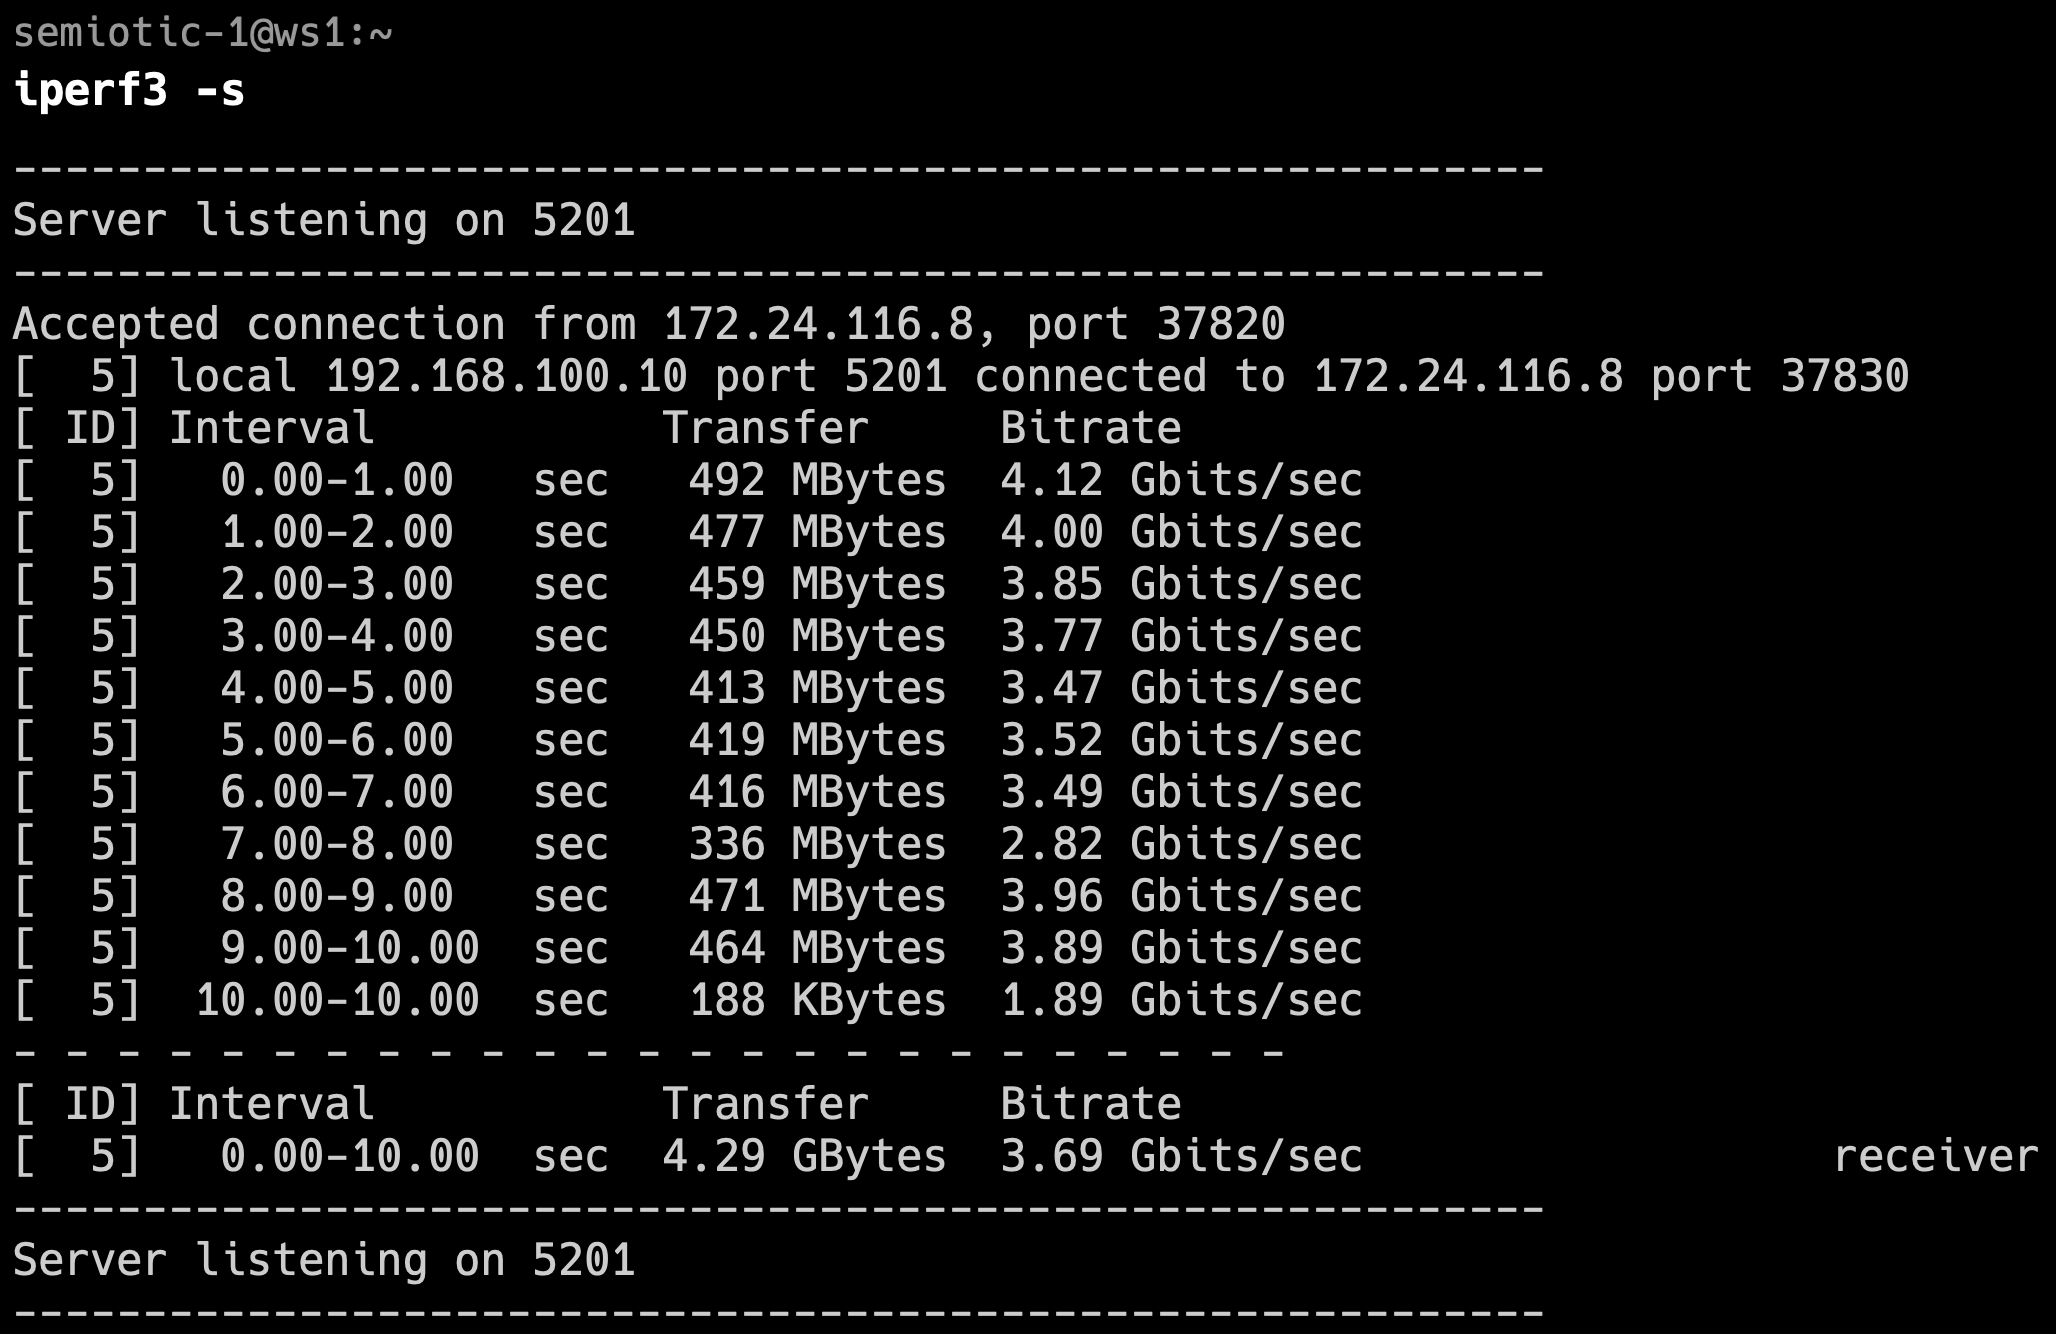 semiotic-1@ws1:~
iperf3 -s
-----------------------------------------------------------
Server listening on 5201
-----------------------------------------------------------
Accepted connection from 172.24.116.8, port 37820
[  5] local 192.168.100.10 port 5201 connected to 172.24.116.8 port 37830
[ ID] Interval           Transfer     Bitrate
[  5]   0.00-1.00   sec   492 MBytes  4.12 Gbits/sec
[  5]   1.00-2.00   sec   477 MBytes  4.00 Gbits/sec
[  5]   2.00-3.00   sec   459 MBytes  3.85 Gbits/sec
[  5]   3.00-4.00   sec   450 MBytes  3.77 Gbits/sec
[  5]   4.00-5.00   sec   413 MBytes  3.47 Gbits/sec
[  5]   5.00-6.00   sec   419 MBytes  3.52 Gbits/sec
[  5]   6.00-7.00   sec   416 MBytes  3.49 Gbits/sec
[  5]   7.00-8.00   sec   336 MBytes  2.82 Gbits/sec
[  5]   8.00-9.00   sec   471 MBytes  3.96 Gbits/sec
[  5]   9.00-10.00  sec   464 MBytes  3.89 Gbits/sec
[  5]  10.00-10.00  sec   188 KBytes  1.89 Gbits/sec
- - - - - - - - - - - - - - - - - - - - - - - - -
[ ID] Interval           Transfer     Bitrate
[  5]   0.00-10.00  sec  4.29 GBytes  3.69 Gbits/sec                  receiver
-----------------------------------------------------------
Server listening on 5201
-----------------------------------------------------------